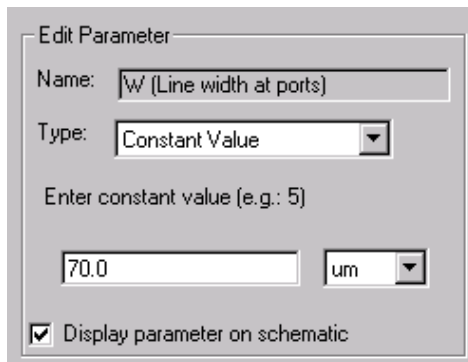 Edit Parameter
Name: W (Line width at ports)
Type: Constant Value
Enter constant value (e.g.: 5)
70.0 um
Display parameter on schematic